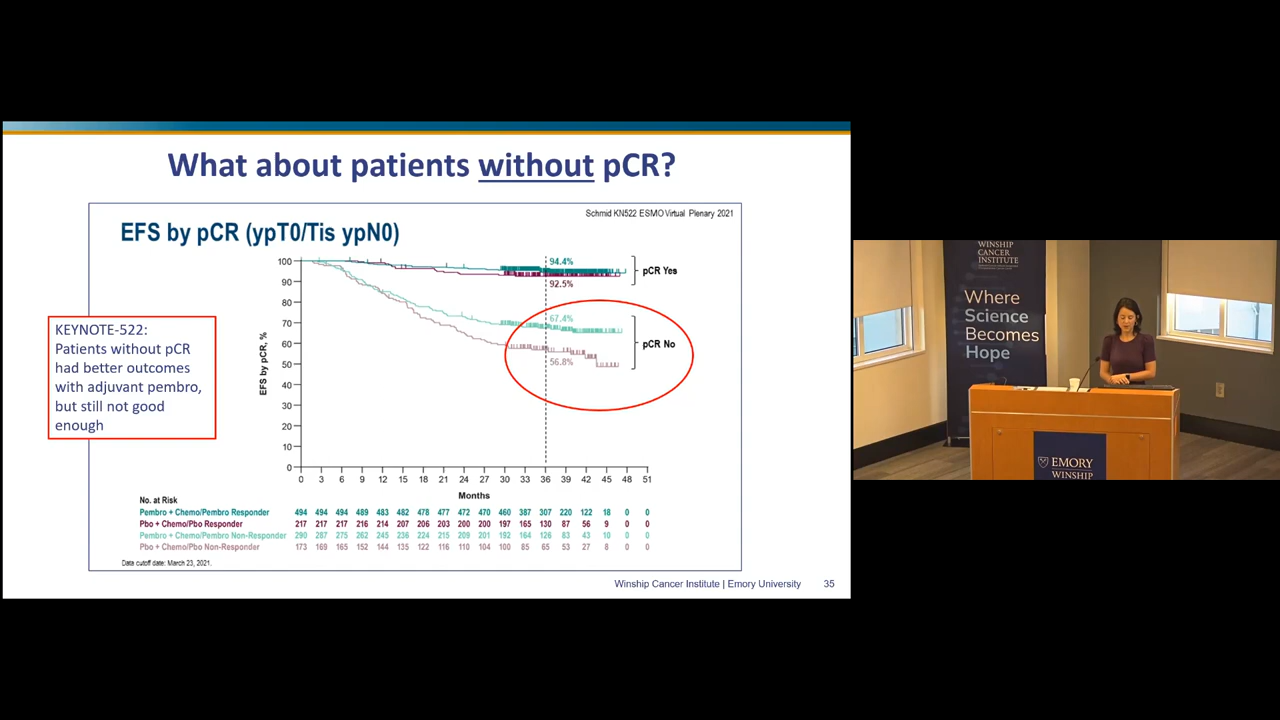 What about patients without pCR?
Schmid KN522 ESMO Virtual Plenary 2021
EFS by pCR (ypT0/Tis ypN0)
KEYNOTE-522:
Patients without pCR
had better outcomes
with adjuvant pembro,
but still not good
enough
EFS by pCR, %
100
90
80
70
60
50
40
30
20
10
0
94.4%
92.5%
pCR Yes
67.4%
56.8%
pCR No
0 3 6 9 12 15 18 21 24 27 30 33 36 39 42 45 48 51
Months
No. at Risk
Pembro + Chemo/Pembro Responder 494 494 494 489 483 482 478 477 472 470 460 387 307 220 122 18 0 0
Pbo + Chemo/Pbo Responder 217 217 217 216 214 207 206 203 200 200 197 165 130 87 56 9 0 0
Pembro + Chemo/Pembro Non-Responder 290 287 275 262 245 236 224 215 209 201 192 164 126 83 43 10 0 0
Pbo + Chemo/Pbo Non-Responder 173 169 165 152 144 135 122 116 110 104 100 85 65 53 27 8 0 0
Data cutoff date: March 23, 2021.
Winship Cancer Institute | Emory University 35
WINSHIP
CANCER
INSTITUTE
Where
Science
Becomes
Hope
EMORY
WINSHIP